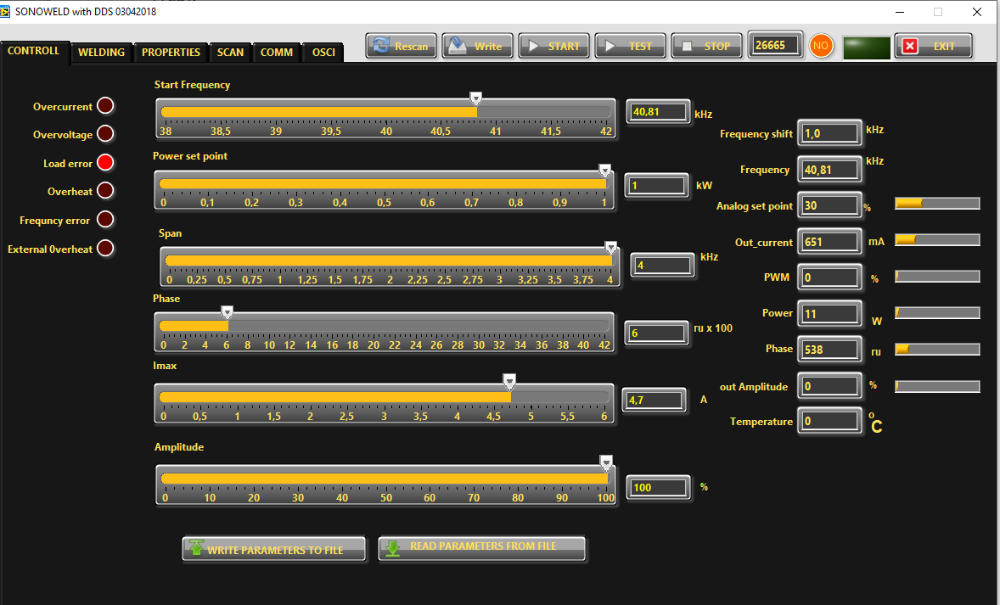 SONOWELD with DDS 03042018
CONTROLL WELDING PROPERTIES SCAN COMM OSCI Rescan Write START TEST STOP 26665 NO EXIT
Overcurrent
Overvoltage
Load error
Overheat
Frequncy error
External 0verheat
Start Frequency
38 38,5 39 39,5 40 40,5 41 41,5 42
40,81 kHz
Power set point
0 0,1 0,2 0,3 0,4 0,5 0,6 0,7 0,8 0,9 1
1 kW
Span
0 0,25 0,5 0,75 1 1,25 1,5 1,75 2 2,25 2,5 2,75 3 3,25 3,5 3,75 4
4 kHz
Phase
0 2 4 6 8 10 12 14 16 18 20 22 24 26 28 30 32 34 36 38 40 42
6 ru x 100
Imax
0 0,5 1 1,5 2 2,5 3 3,5 4 4,5 5 5,5 6
4,7 A
Amplitude
0 10 20 30 40 50 60 70 80 90 100
100 %
Frequency shift 1,0 kHz
Frequency 40,81 kHz
Analog set point 30 %
Out_current 651 mA
PWM 0 %
Power 11 W
Phase 538 ru
out Amplitude 0 %
Temperature 0 °C
WRITE PARAMETERS TO FILE READ PARAMETERS FROM FILE